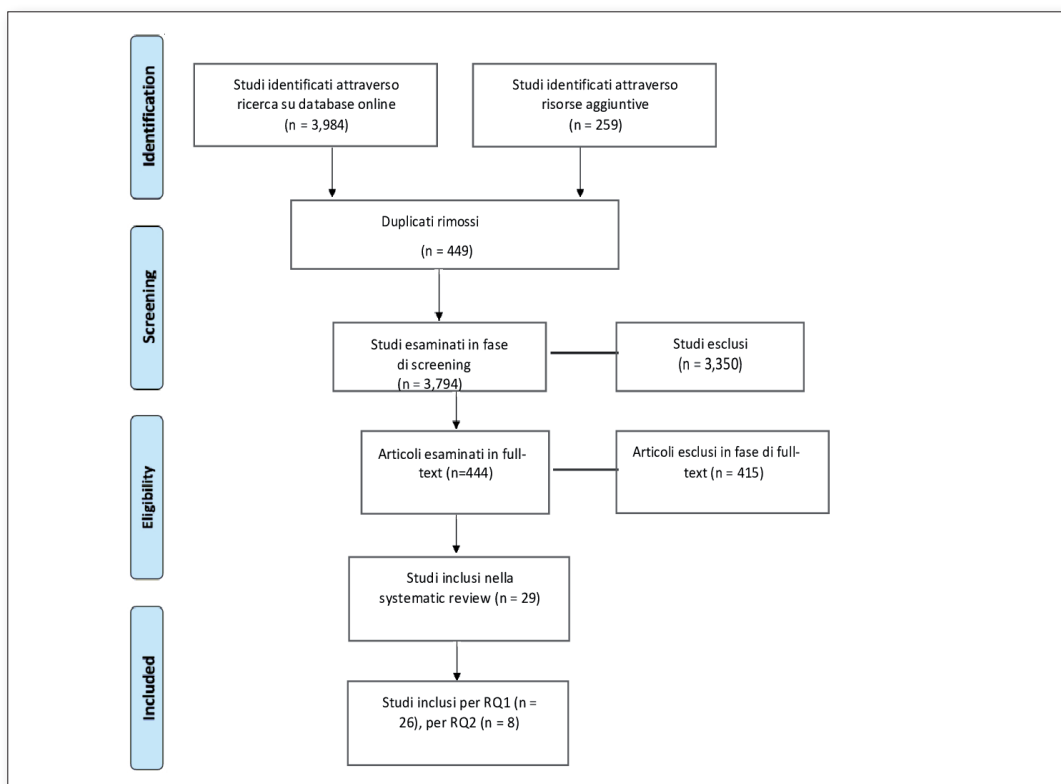 Identification
Studi identificati attraverso
ricerca su database online
(n = 3,984)
Studi identificati attraverso
risorse aggiuntive
(n = 259)
Duplicati rimossi
(n = 449)
Screening
Studi esaminati in fase
di screening
(n = 3,794)
Studi esclusi
(n = 3,350)
Eligibility
Articoli esaminati in full-
text (n=444)
Articoli esclusi in fase di full-
text (n = 415)
Studi inclusi nella
systematic review (n = 29)
Included
Studi inclusi per RQ1 (n =
26), per RQ2 (n = 8)